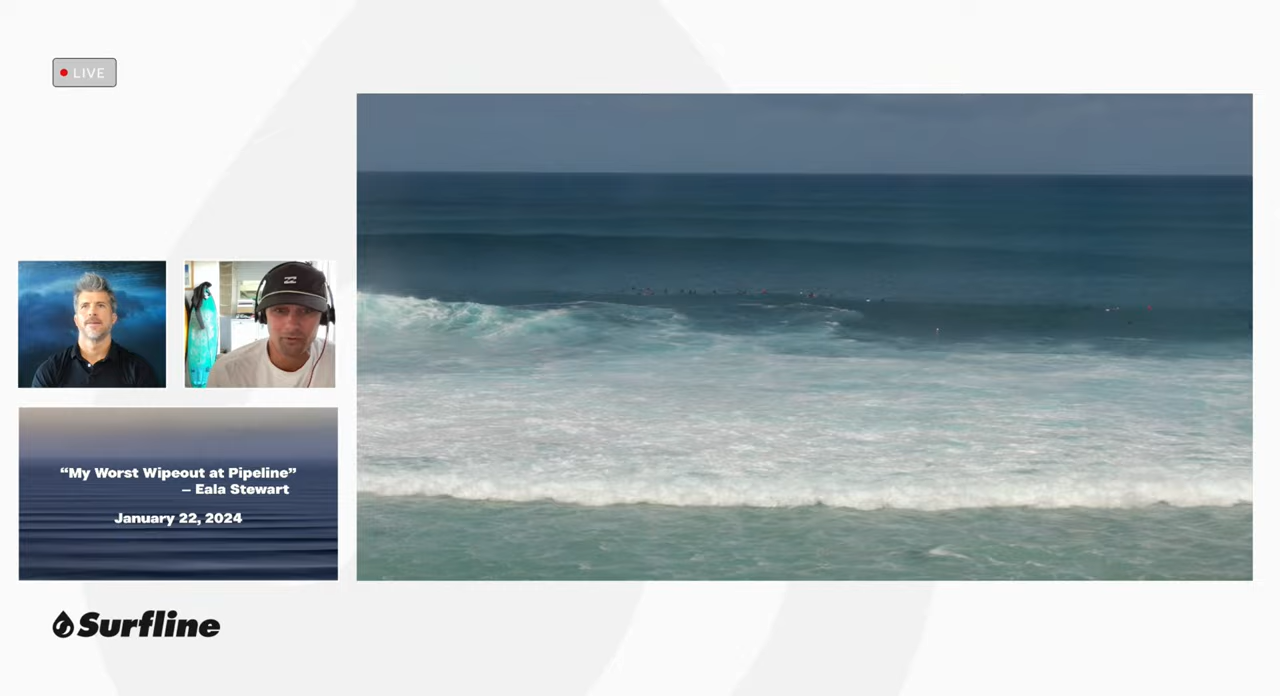 LIVE
“My Worst Wipeout at Pipeline”
– Eala Stewart
January 22, 2024
Surfline